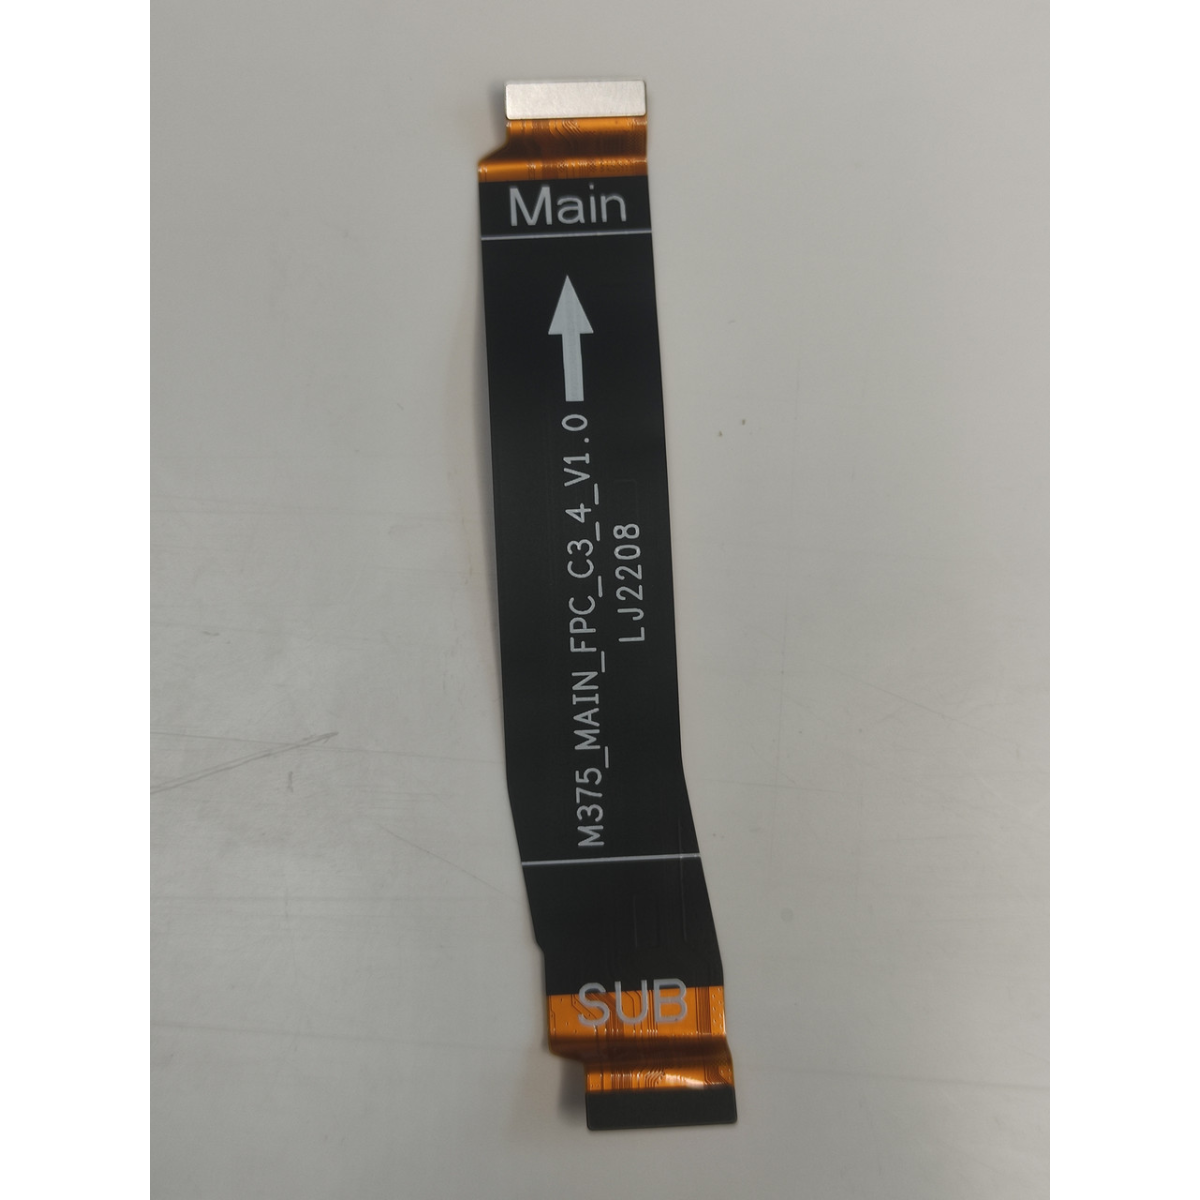 Main
M375_MAIN_FPC_C3_4_V1.0
LJ2208
SUB